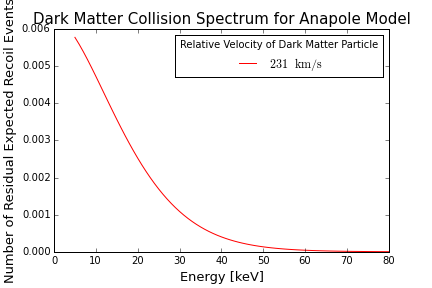 Dark Matter Collision Spectrum for Anapole Model
Number of Residual Expected Recoil Events
0.006
0.005
0.004
0.003
0.002
0.001
0.000
Relative Velocity of Dark Matter Particle
231 km/s
0 10 20 30 40 50 60 70 80
Energy [keV]